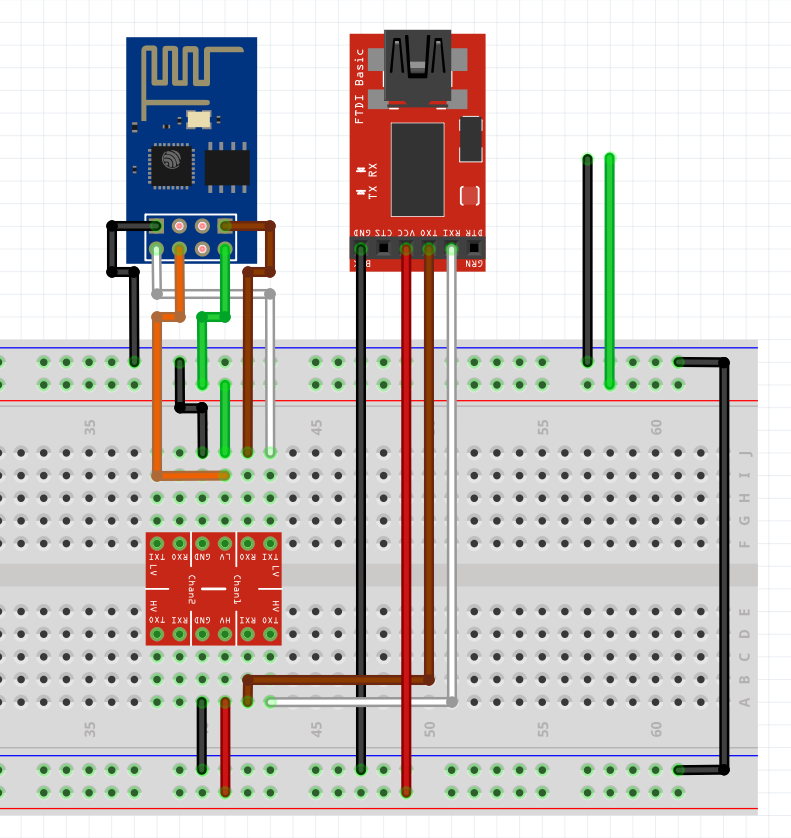 FTDI Basic
TX RX
GND CTS VCC TXO RXI DTR
GRN
35 45 55 60
J
I
H
G
F
TXI RXO GND LV RXO TXI
LV LV
Chan2 Chan1
HV HV
TXO RXI GND HV RXI TXO
E
D
C
B
A
35 45 50 55 60